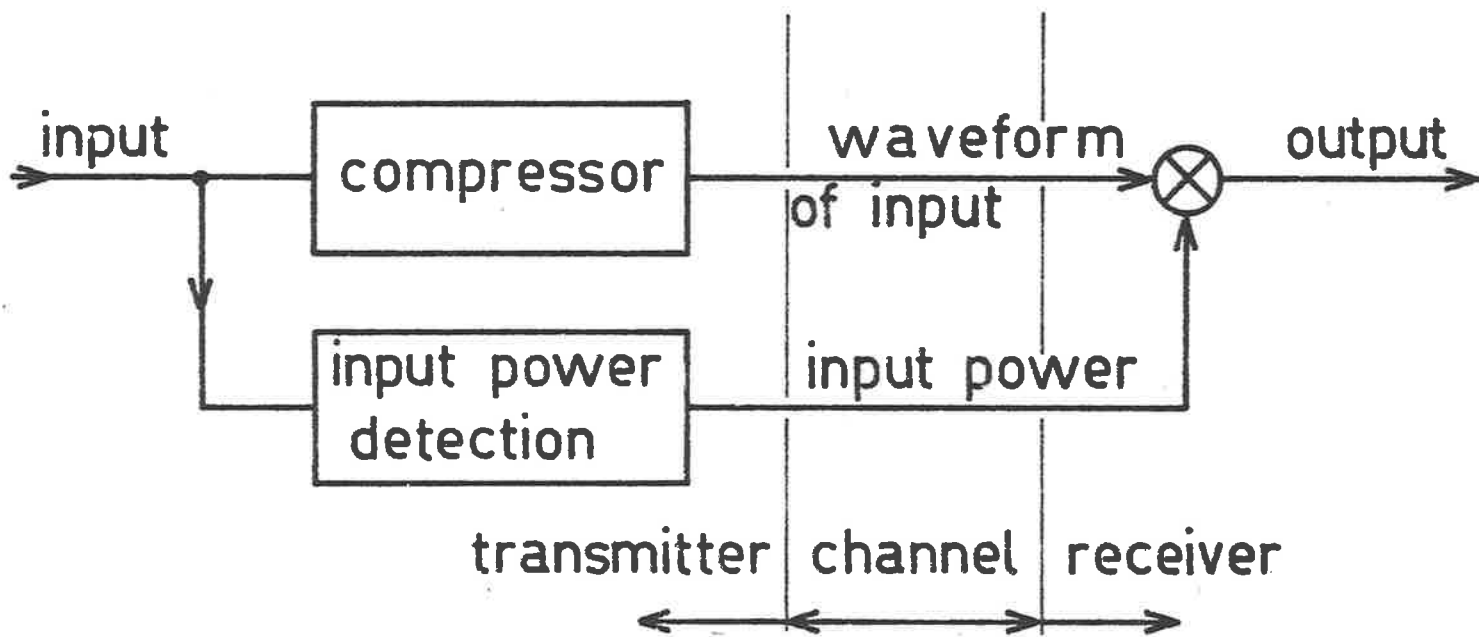 input
compressor
waveform
of input
output
input power
detection
input power
transmitter
channel
receiver